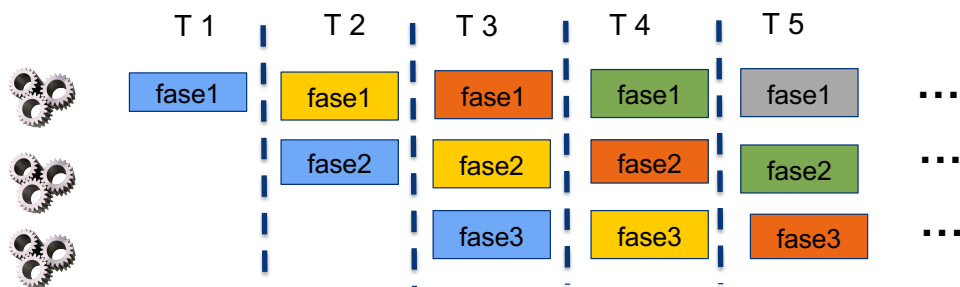 T 1 T 2 T 3 T 4 T 5
fase1 fase1 fase1 fase1 fase1 ...
fase2 fase2 fase2 fase2 ...
fase3 fase3 fase3 ...